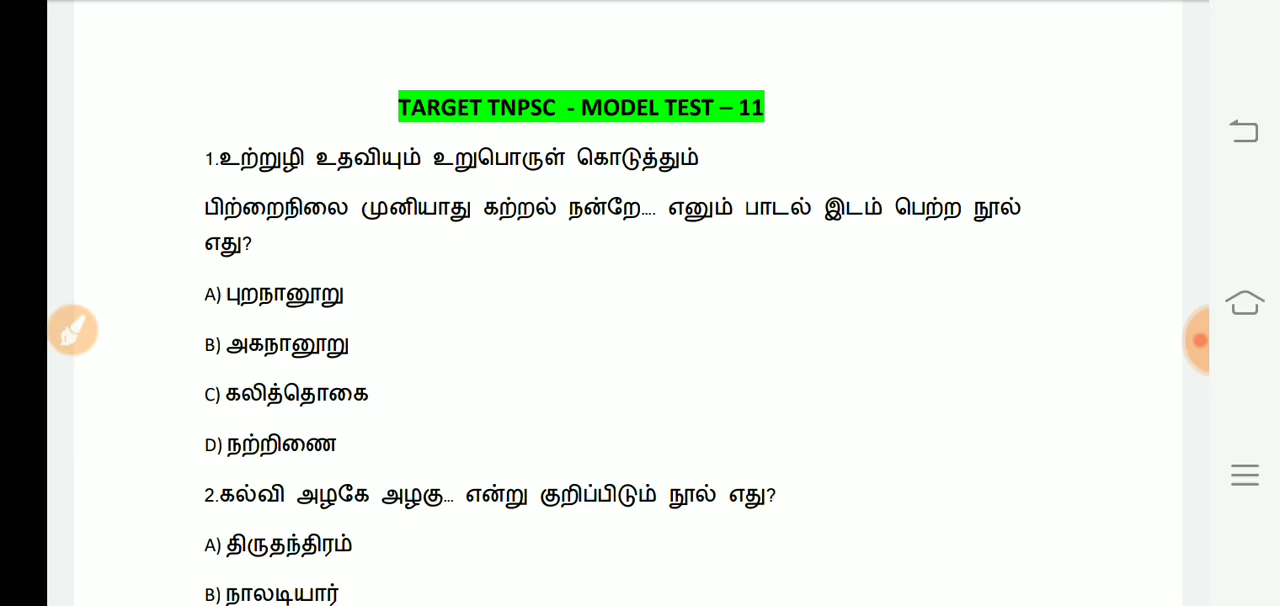 TARGET TNPSC - MODEL TEST – 11
1.உற்றுழி உதவியும் உறுபொருள் கொடுத்தும்
பிற்றைநிலை முனியாது கற்றல் நன்றே.... எனும் பாடல் இடம் பெற்ற நூல்
எது?
A) புறநானூறு
B) அகநானூறு
C) கலித்தொகை
D) நற்றிணை
2.கல்வி அழகே அழகு... என்று குறிப்பிடும் நூல் எது?
A) திருதந்திரம்
B) நாலடியார்